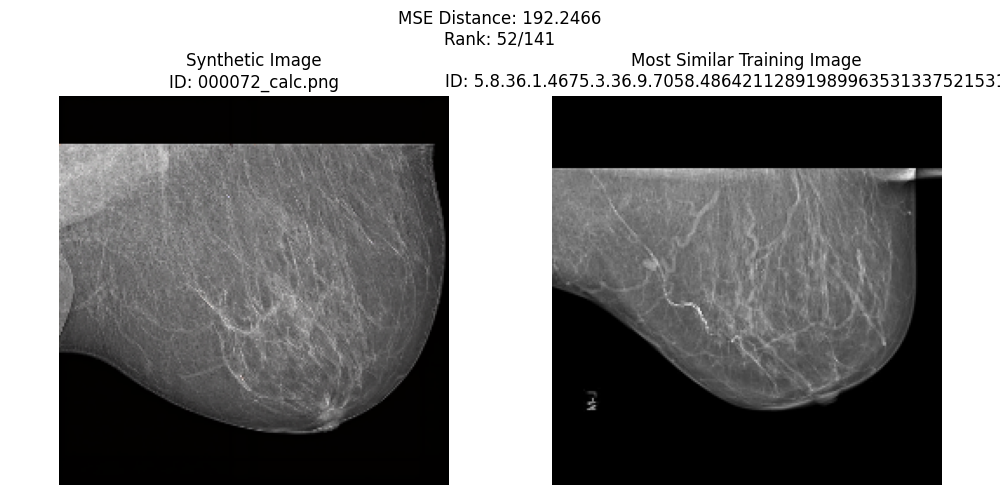 MSE Distance: 192.2466
Rank: 52/141
Synthetic Image
ID: 000072_calc.png
Most Similar Training Image
ID: 5.8.36.1.4675.3.36.9.7058.48642112891989963531337521531